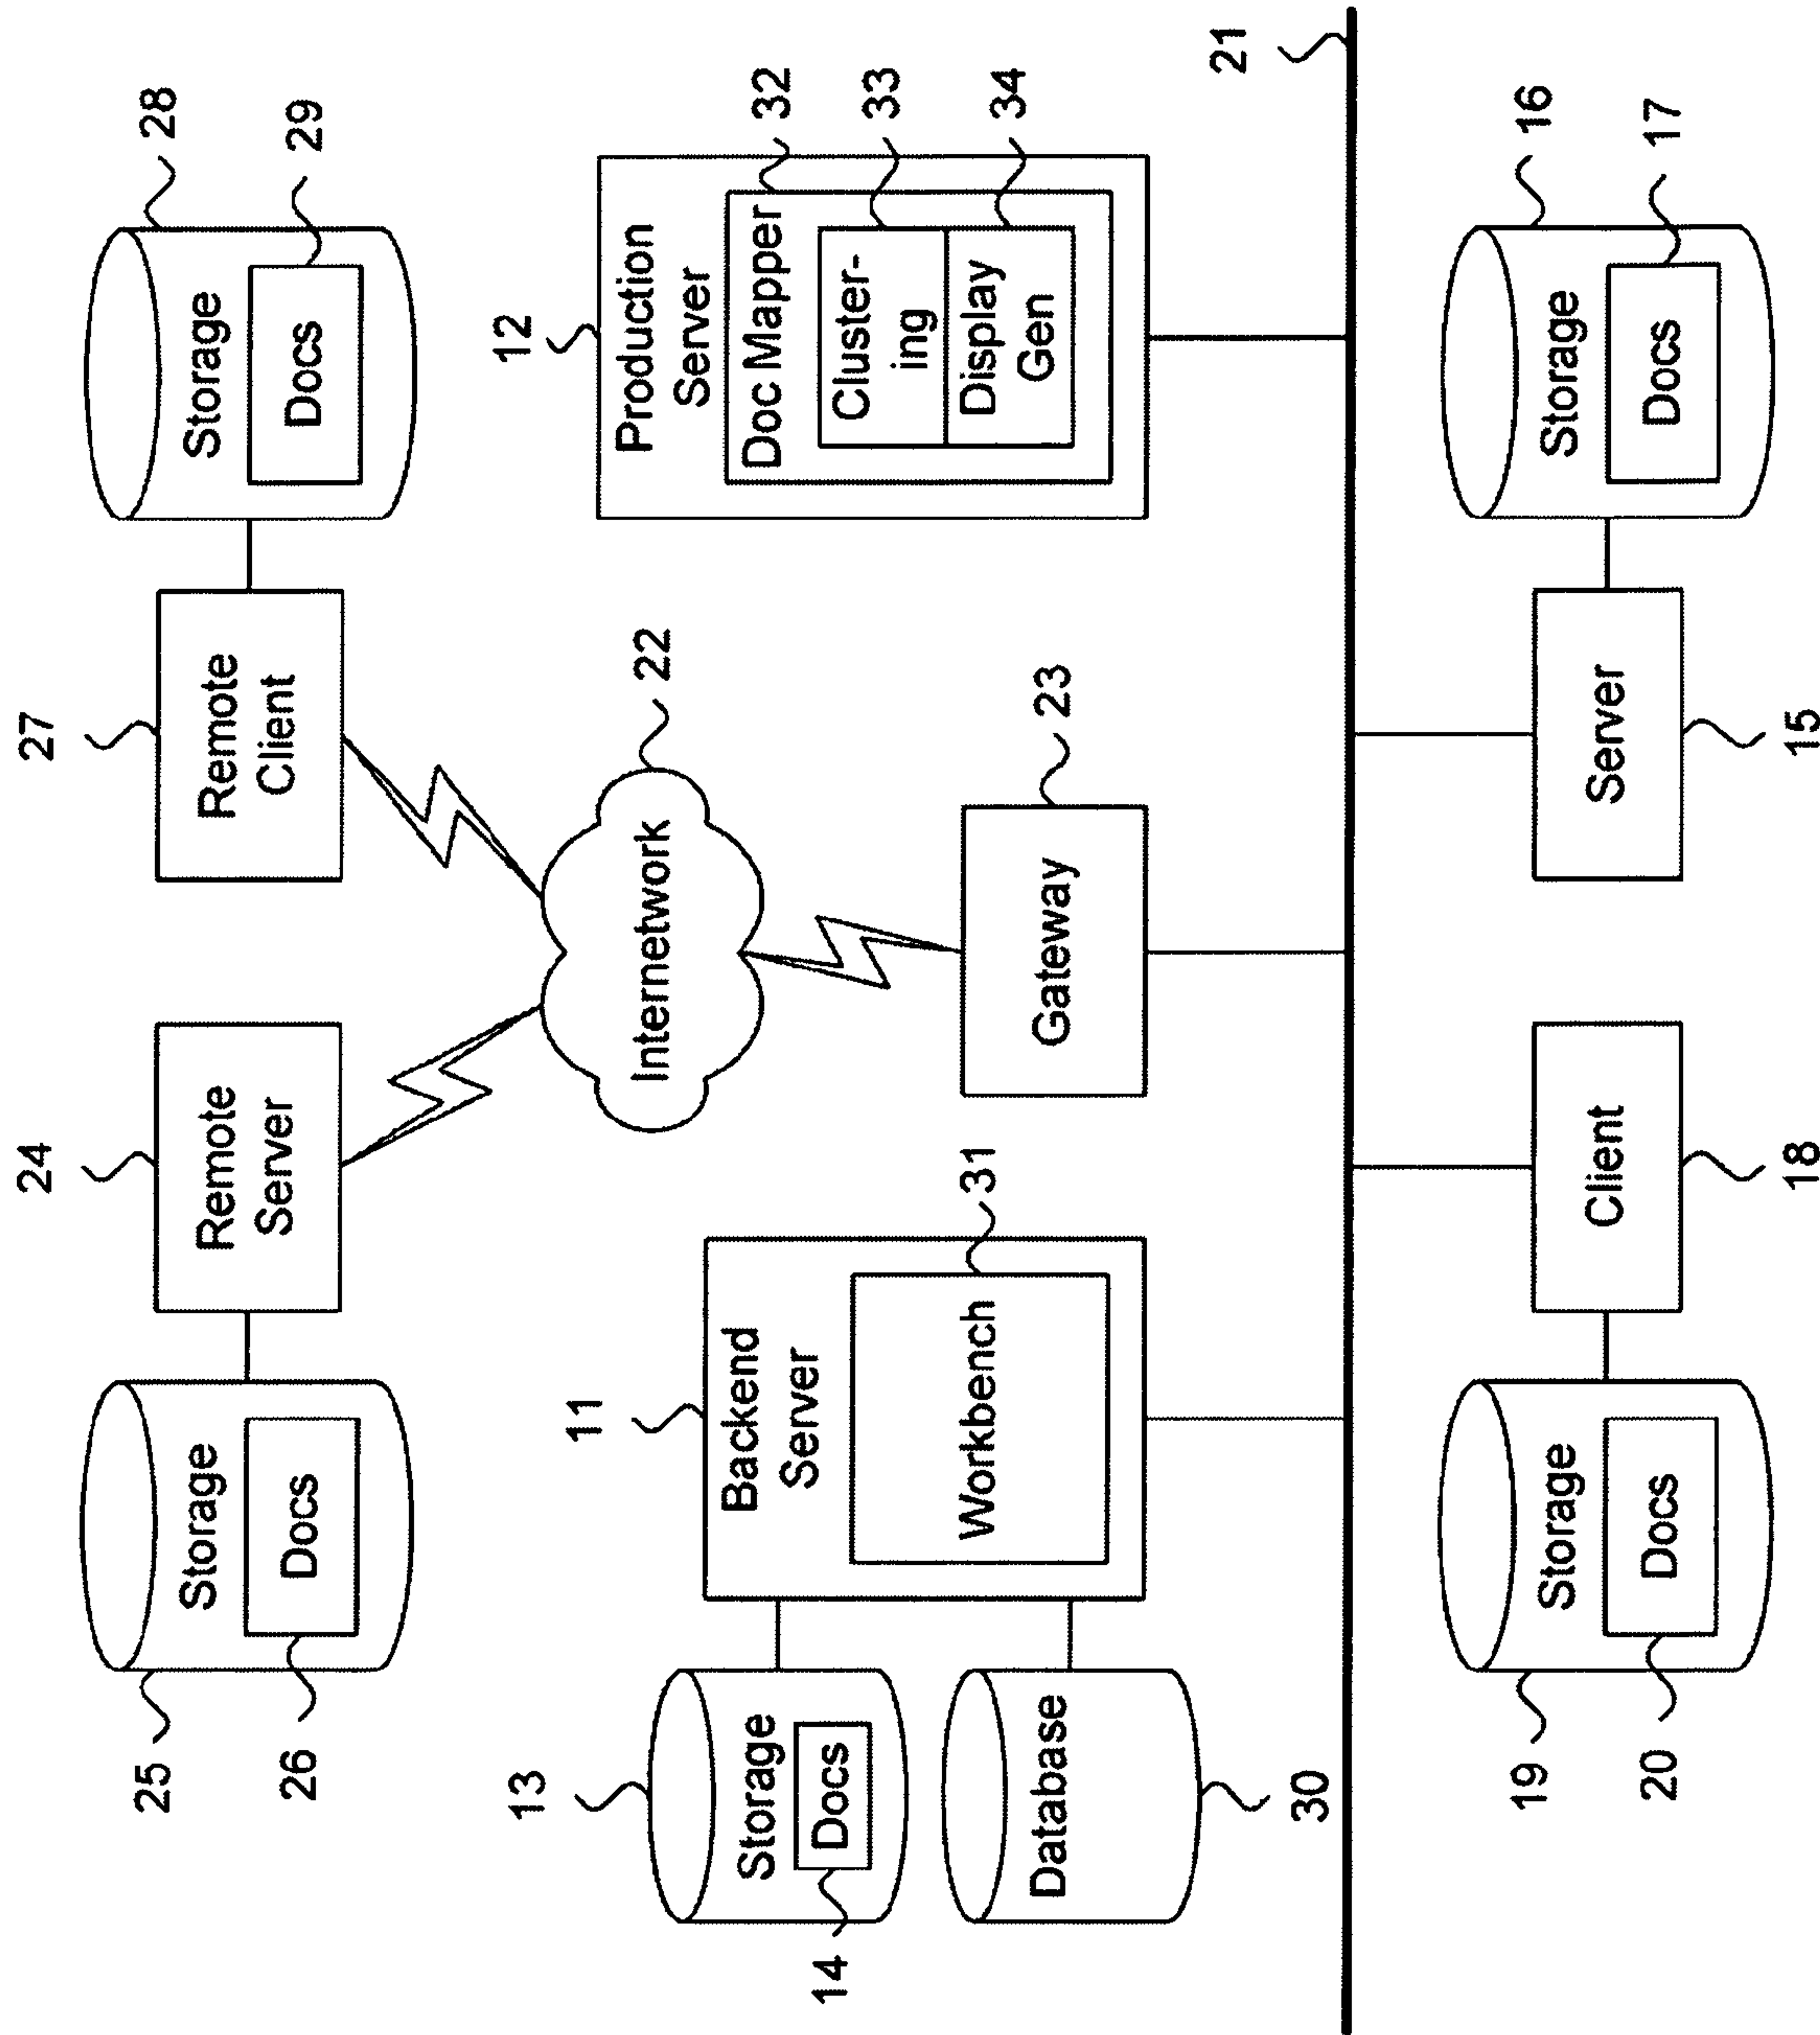 24
27
25
Storage
Docs
26
Remote
Server
Remote
Client
Storage
Docs
28
29
22
Internetwork
11
Backend
Server
Workbench
31
13
Storage
Docs
14
Database
30
Gateway
23
12
Production
Server
Doc Mapper
Cluster-
ing
Display
Gen
32
33
34
21
19
Storage
Docs
20
Client
18
Server
15
Storage
Docs
16
17